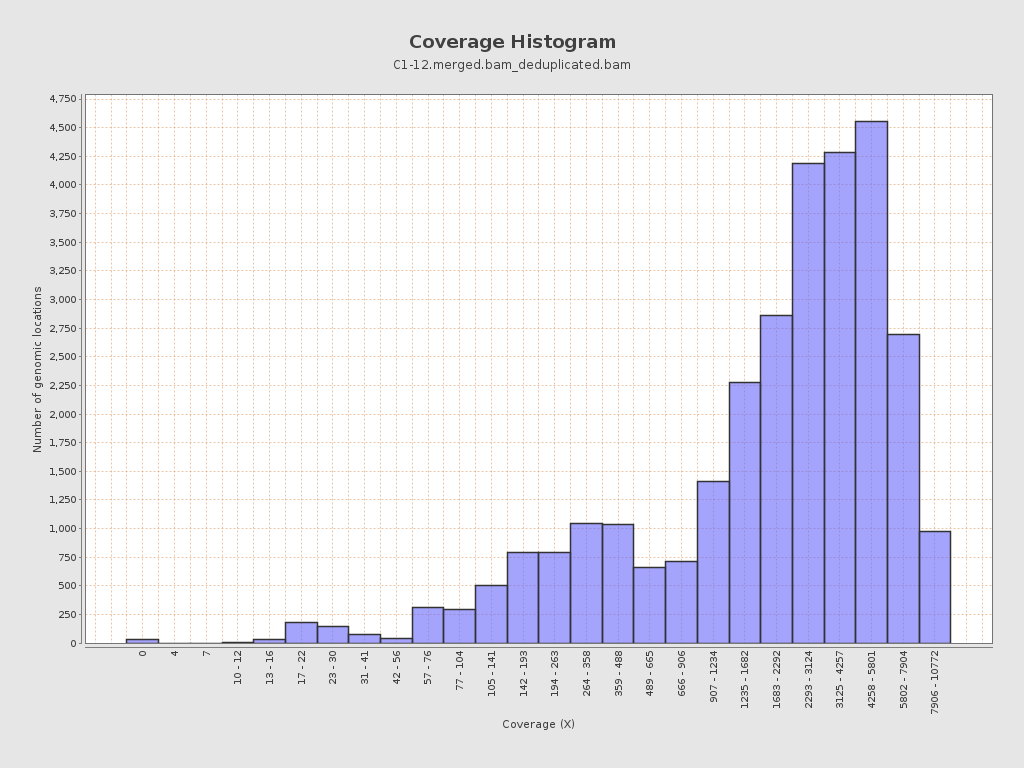 Coverage Histogram
C1-12.merged.bam_deduplicated.bam
Number of genomic locations
4,750
4,500
4,250
4,000
3,750
3,500
3,250
3,000
2,750
2,500
2,250
2,000
1,750
1,500
1,250
1,000
750
500
250
0
0
4
7
10 - 12
13 - 16
17 - 22
23 - 30
31 - 41
42 - 56
57 - 76
77 - 104
105 - 141
142 - 193
194 - 263
264 - 358
359 - 488
489 - 665
666 - 906
907 - 1234
1235 - 1682
1683 - 2292
2293 - 3124
3125 - 4257
4258 - 5801
5802 - 7904
7906 - 10772
Coverage (X)